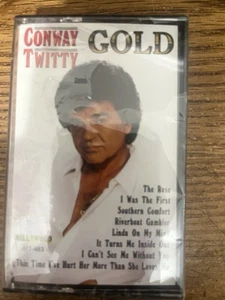 CONWAY
TWITTY
GOLD
The Rose
I Was The First
Southern Comfort
Riverboat Gambler
Linda On My Mind
It Turns Me Inside Out
I Can't See Me Without You
This Time I've Hurt Her More Than She Loves Me
HOLLYWOOD